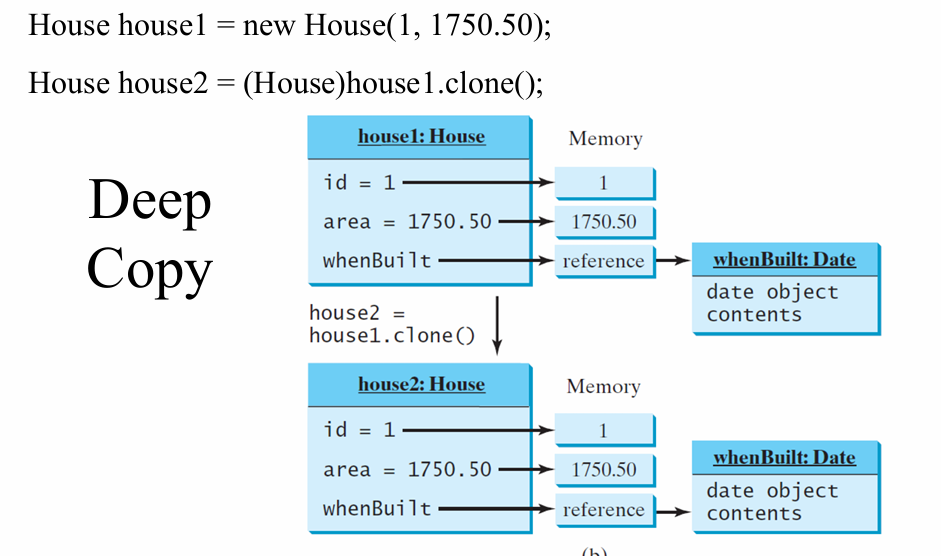 House house1 = new House(1, 1750.50);
House house2 = (House)house1.clone();
Deep
Copy
house1: House
Memory
id = 1
1
area = 1750.50
1750.50
whenBuilt
reference
whenBuilt: Date
date object
contents
house2 =
house1.clone()
house2: House
Memory
id = 1
1
area = 1750.50
1750.50
whenBuilt
reference
whenBuilt: Date
date object
contents